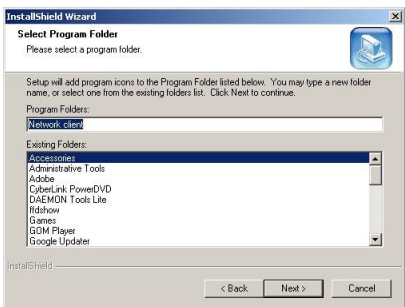 InstallShield Wizard
Select Program Folder
Please select a program folder.
Setup will add program icons to the Program Folder listed below. You may type a new folder
name, or select one from the existing folders list. Click Next to continue.
Program Folders:
Network client
Existing Folders:
Accessories
Administrative Tools
Adobe
CyberLink PowerDVD
DAEMON Tools Lite
ffdshow
Games
GOM Player
Google Updater
InstallShield
< Back Next > Cancel